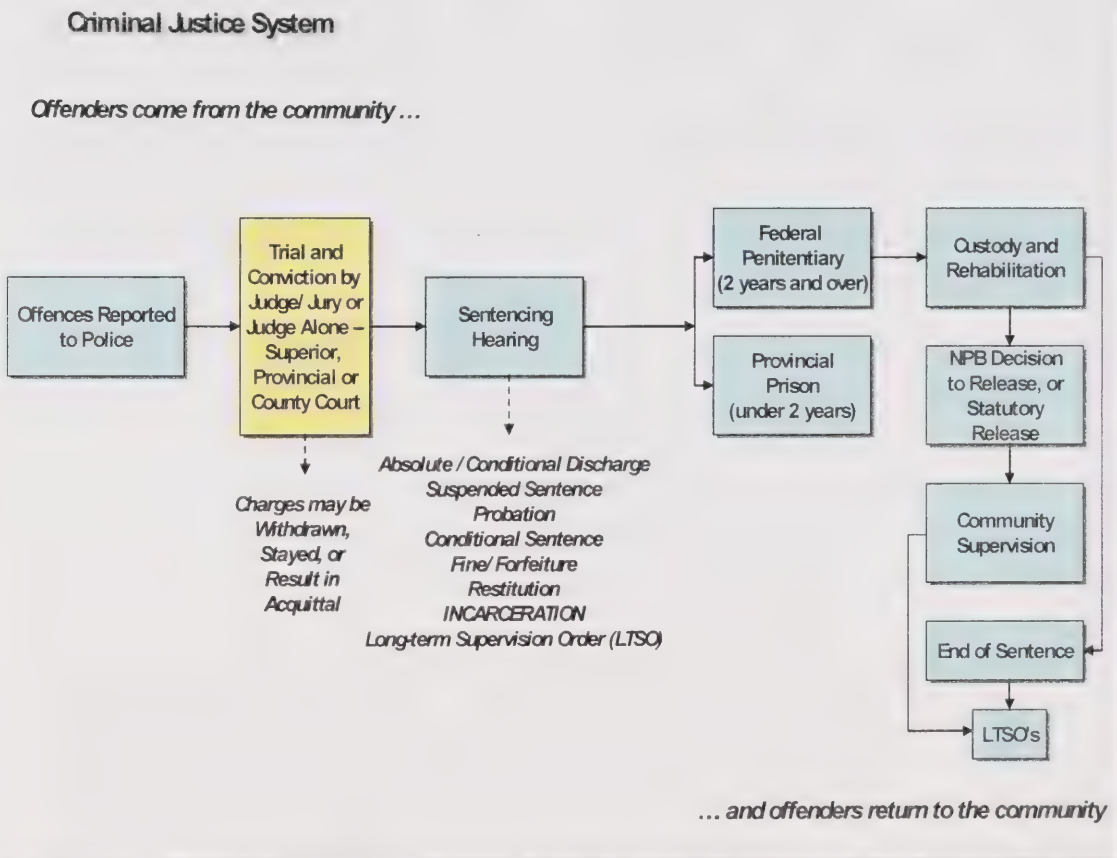 Criminal Justice System
Offenders come from the community ...
Offences Reported
to Police
Trial and
Conviction by
Judge/ Jury or
Judge Alone –
Superior,
Provincial or
County Court
Charges may be
Withdrawn,
Stayed, or
Result in
Acquittal
Sentencing
Hearing
Absolute / Conditional Discharge
Suspended Sentence
Probation
Conditional Sentence
Fine/ Forfeiture
Restitution
INCARCERATION
Long-term Supervision Order (LTSO)
Federal
Penitentiary
(2 years and over)
Provincial
Prison
(under 2 years)
Custody and
Rehabilitation
NPB Decision
to Release, or
Statutory
Release
Community
Supervision
End of Sentence
LTSO's
... and offenders return to the community